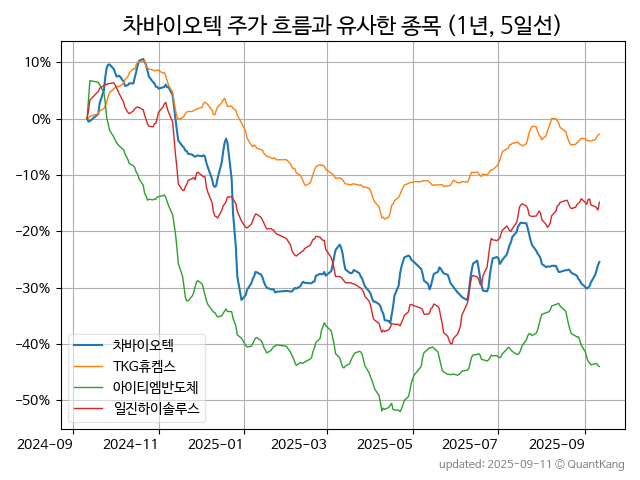 차바이오텍 주가 흐름과 유사한 종목 (1년, 5일선)
10%
0%
−10%
−20%
−30%
−40%
−50%
차바이오텍
TKG휴켐스
아이티엠반도체
일진하이솔루스
2024−09 2024−11 2025−01 2025−03 2025−05 2025−07 2025−09
updated: 2025-09-11 © QuantKang